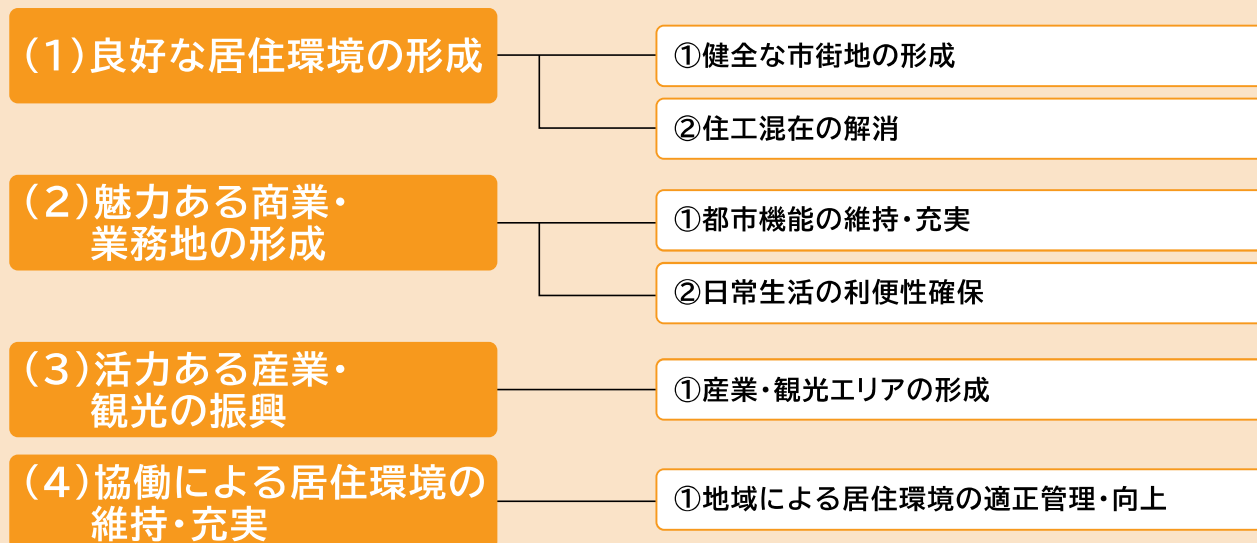 (1)良好な居住環境の形成
①健全な市街地の形成
②住工混在の解消
(2)魅力ある商業・
業務地の形成
①都市機能の維持・充実
②日常生活の利便性確保
(3)活力ある産業・
観光の振興
①産業・観光エリアの形成
(4)協働による居住環境の
維持・充実
①地域による居住環境の適正管理・向上